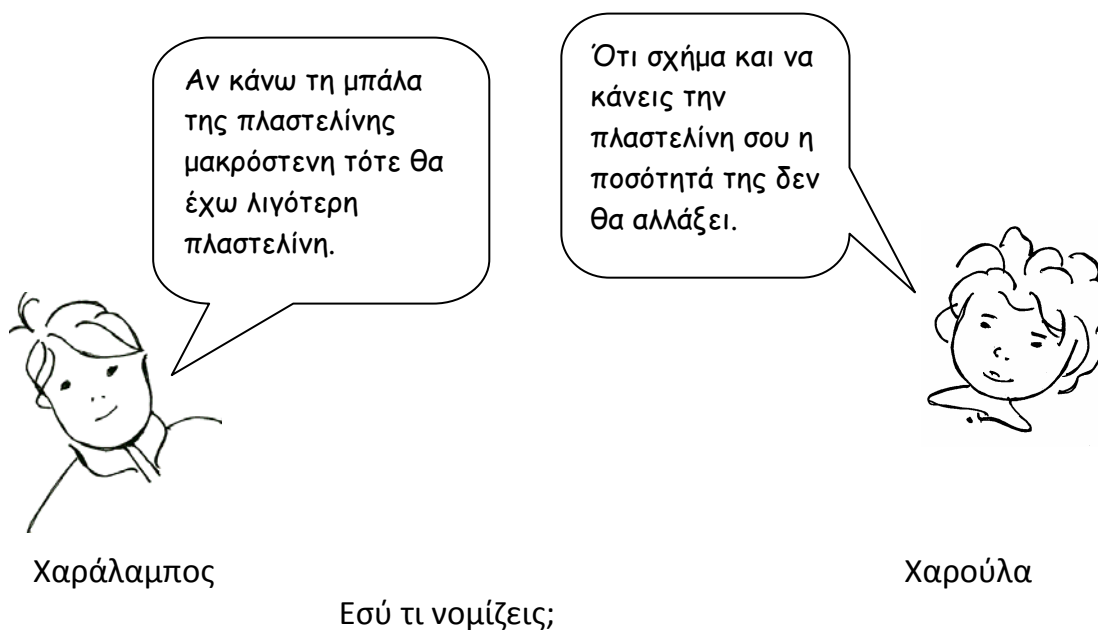 Αν κάνω τη μπάλα
της πλαστελίνης
μακρόστενη τότε θα
έχω λιγότερη
πλαστελίνη.
Ότι σχήμα και να
κάνεις την
πλαστελίνη σου η
ποσότητά της δεν
θα αλλάξει.
Χαράλαμπος
Χαρούλα
Εσύ τι νομίζεις;